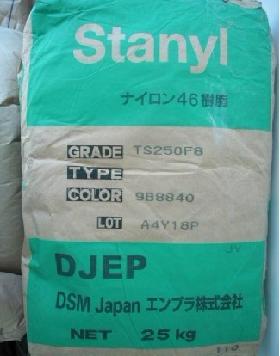 Stanyl
ナイロン46樹脂
GRADE TS250F8
TYPE
COLOR 9B8840
LOT A4Y18P
JV
DJEP
DSM Japan エンプラ株式会社
NET 25 kg